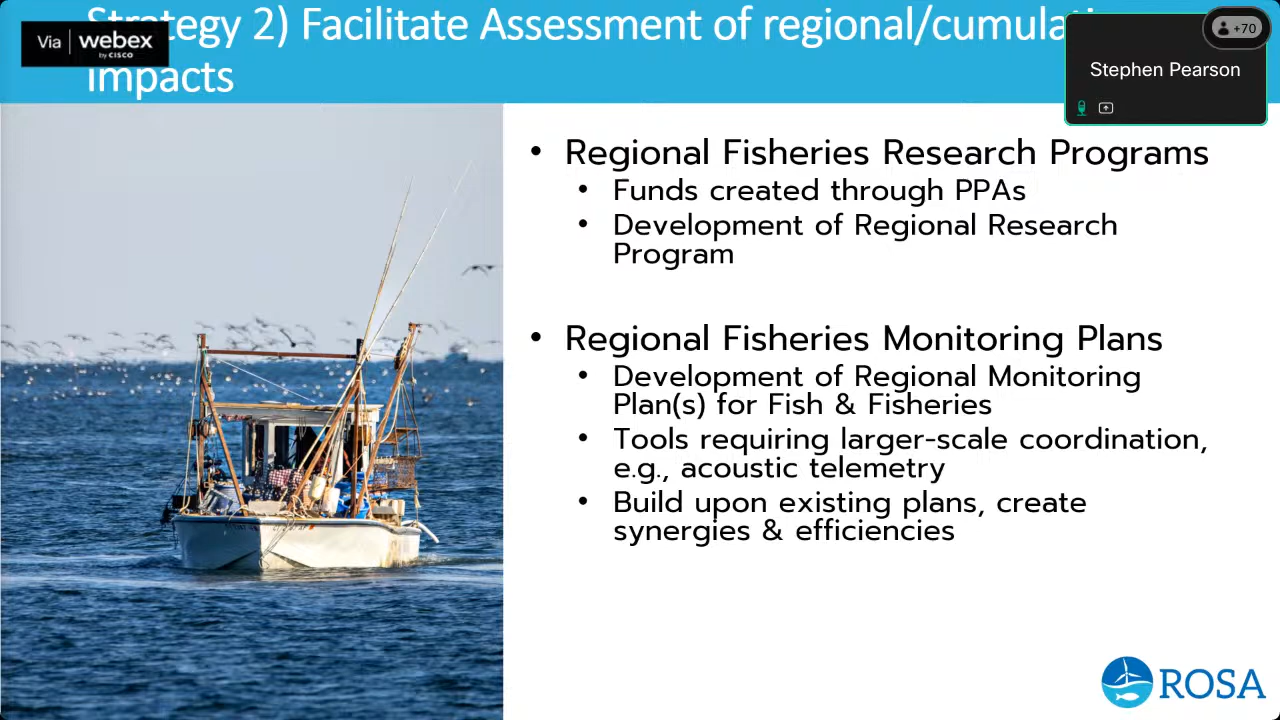 Strategy 2) Facilitate Assessment of regional/cumulati
impacts
Via webex
by CISCO
+70
Stephen Pearson
• Regional Fisheries Research Programs
• Funds created through PPAs
• Development of Regional Research
Program
• Regional Fisheries Monitoring Plans
• Development of Regional Monitoring
Plan(s) for Fish & Fisheries
• Tools requiring larger-scale coordination,
e.g., acoustic telemetry
• Build upon existing plans, create
synergies & efficiencies
ROSA